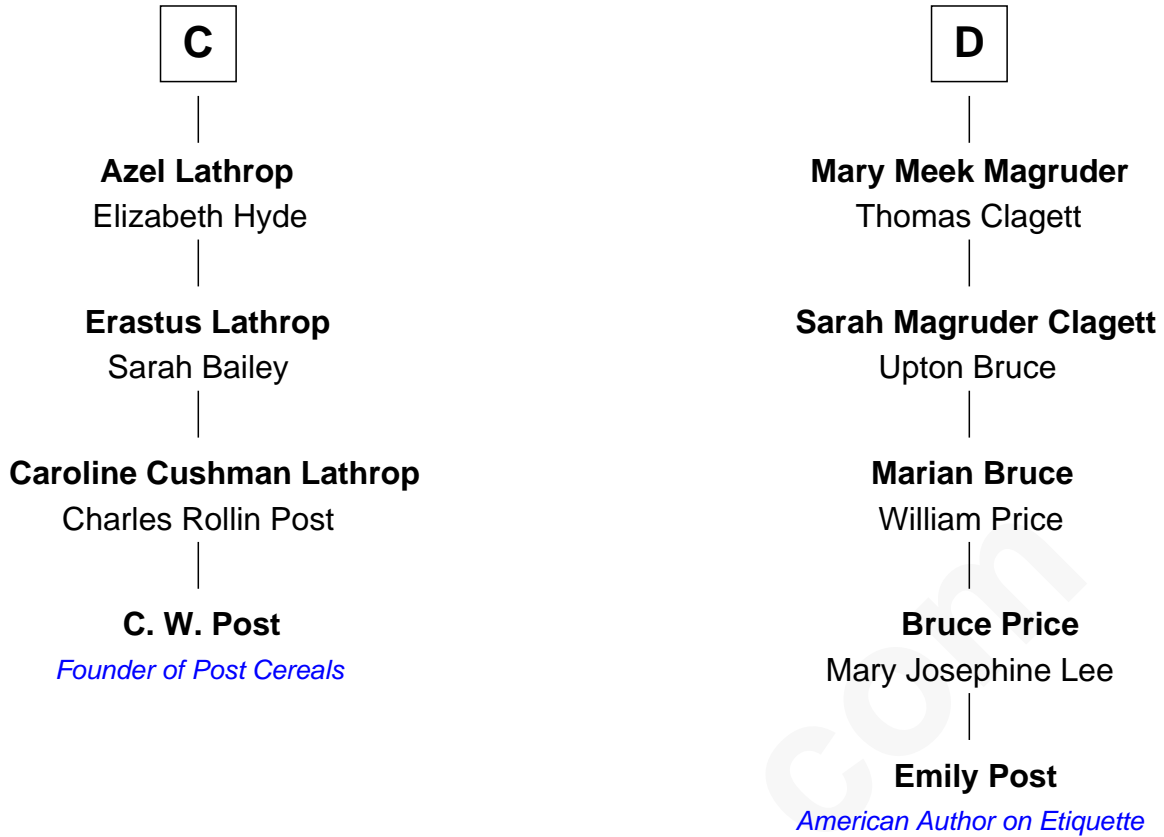 C
Azel Lathrop
Elizabeth Hyde
Erastus Lathrop
Sarah Bailey
Caroline Cushman Lathrop
Charles Rollin Post
C. W. Post
Founder of Post Cereals
D
Mary Meek Magruder
Thomas Clagett
Sarah Magruder Clagett
Upton Bruce
Marian Bruce
William Price
Bruce Price
Mary Josephine Lee
Emily Post
American Author on Etiquette
com